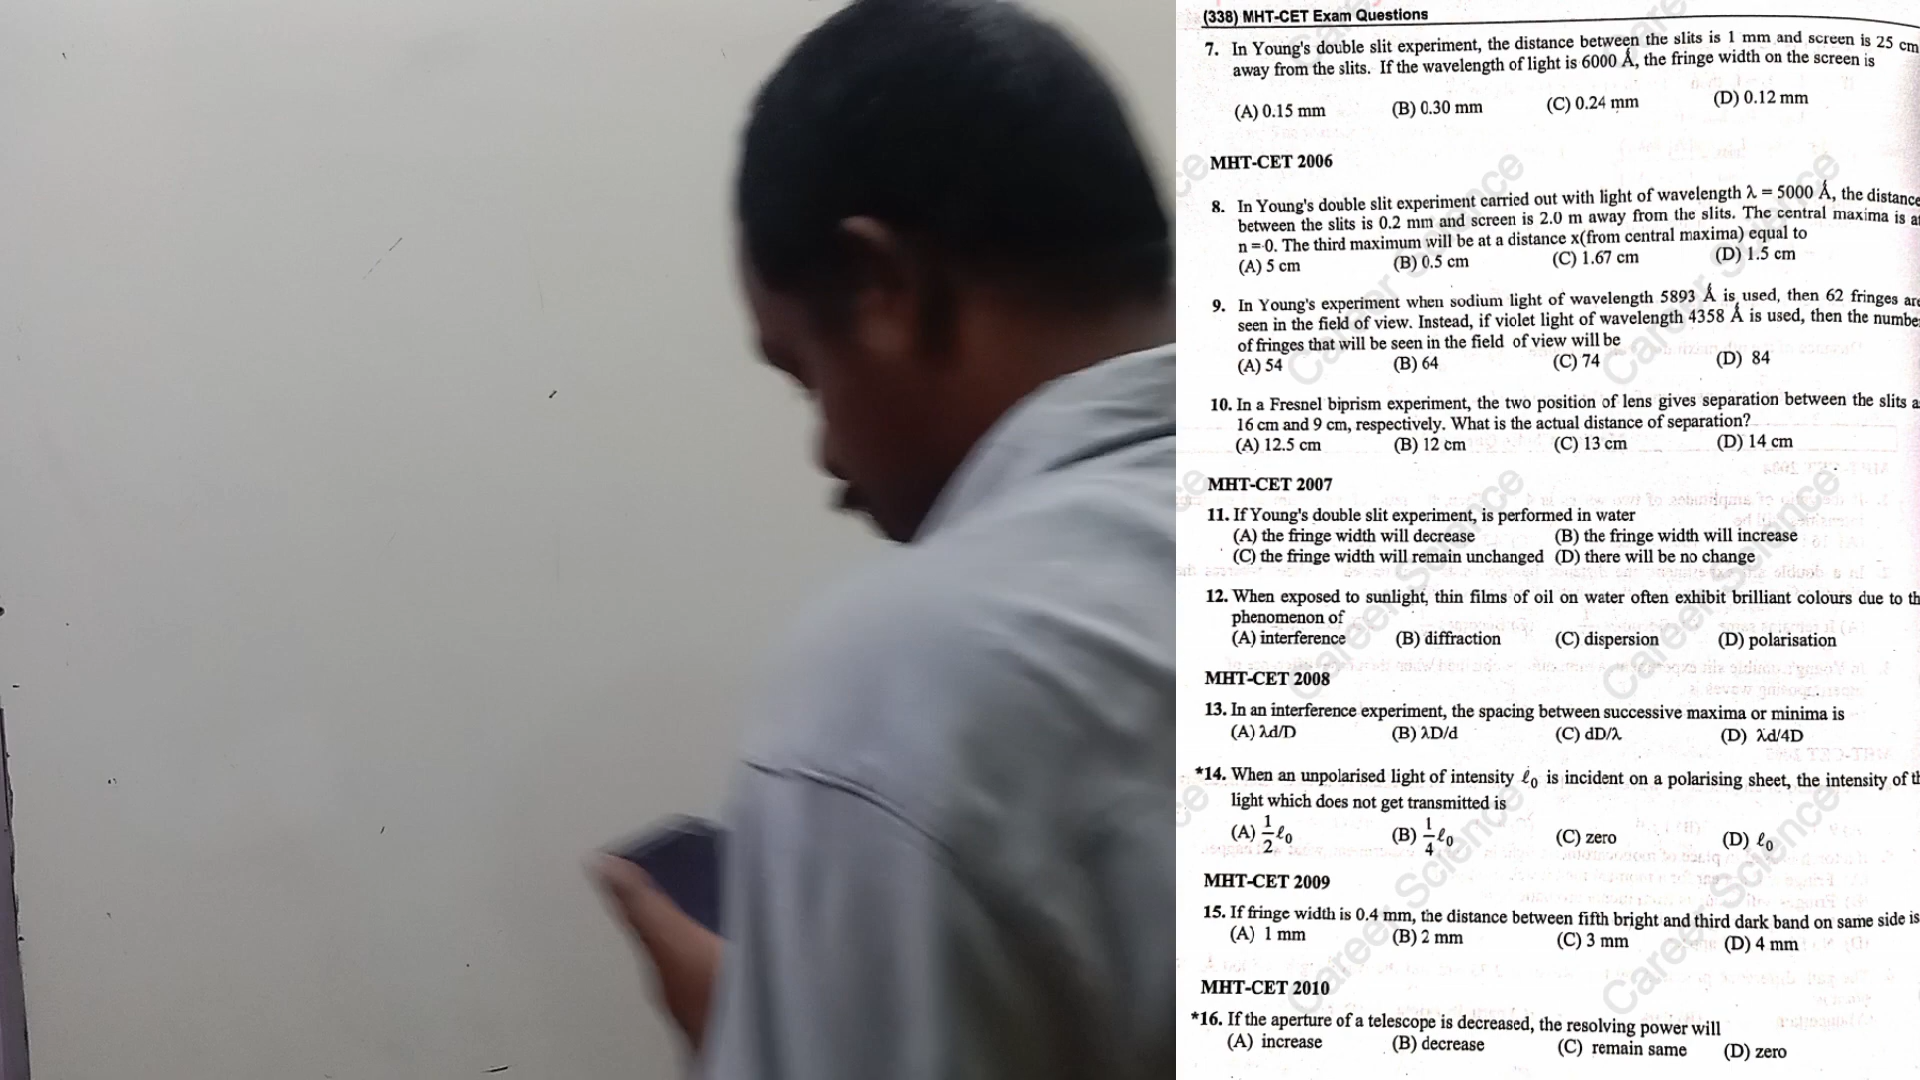 (338) MHT-CET Exam Questions
7. In Young's double slit experiment, the distance between the slits is 1 mm and screen is 25 cm
away from the slits. If the wavelength of light is 6000 Å, the fringe width on the screen is
(A) 0.15 mm (B) 0.30 mm (C) 0.24 mm (D) 0.12 mm
MHT-CET 2006
8. In Young's double slit experiment carried out with light of wavelength λ = 5000 Å, the distance
between the slits is 0.2 mm and screen is 2.0 m away from the slits. The central maxima is at
n = 0. The third maximum will be at a distance x(from central maxima) equal to
(A) 5 cm (B) 0.5 cm (C) 1.67 cm (D) 1.5 cm
9. In Young's experiment when sodium light of wavelength 5893 Å is used, then 62 fringes are
seen in the field of view. Instead, if violet light of wavelength 4358 Å is used, then the numbe
of fringes that will be seen in the field of view will be
(A) 54 (B) 64 (C) 74 (D) 84
10. In a Fresnel biprism experiment, the two position of lens gives separation between the slits a
16 cm and 9 cm, respectively. What is the actual distance of separation?
(A) 12.5 cm (B) 12 cm (C) 13 cm (D) 14 cm
MHT-CET 2007
11. If Young's double slit experiment, is performed in water
(A) the fringe width will decrease (B) the fringe width will increase
(C) the fringe width will remain unchanged (D) there will be no change
12. When exposed to sunlight, thin films of oil on water often exhibit brilliant colours due to th
phenomenon of
(A) interference (B) diffraction (C) dispersion (D) polarisation
MHT-CET 2008
13. In an interference experiment, the spacing between successive maxima or minima is
(A) λd/D (B) λD/d (C) dD/λ (D) λd/4D
*14. When an unpolarised light of intensity ℓ₀ is incident on a polarising sheet, the intensity of th
light which does not get transmitted is
(A) 1/2 ℓ₀ (B) 1/4 ℓ₀ (C) zero (D) ℓ₀
MHT-CET 2009
15. If fringe width is 0.4 mm, the distance between fifth bright and third dark band on same side is
(A) 1 mm (B) 2 mm (C) 3 mm (D) 4 mm
MHT-CET 2010
*16. If the aperture of a telescope is decreased, the resolving power will
(A) increase (B) decrease (C) remain same (D) zero
Career Science